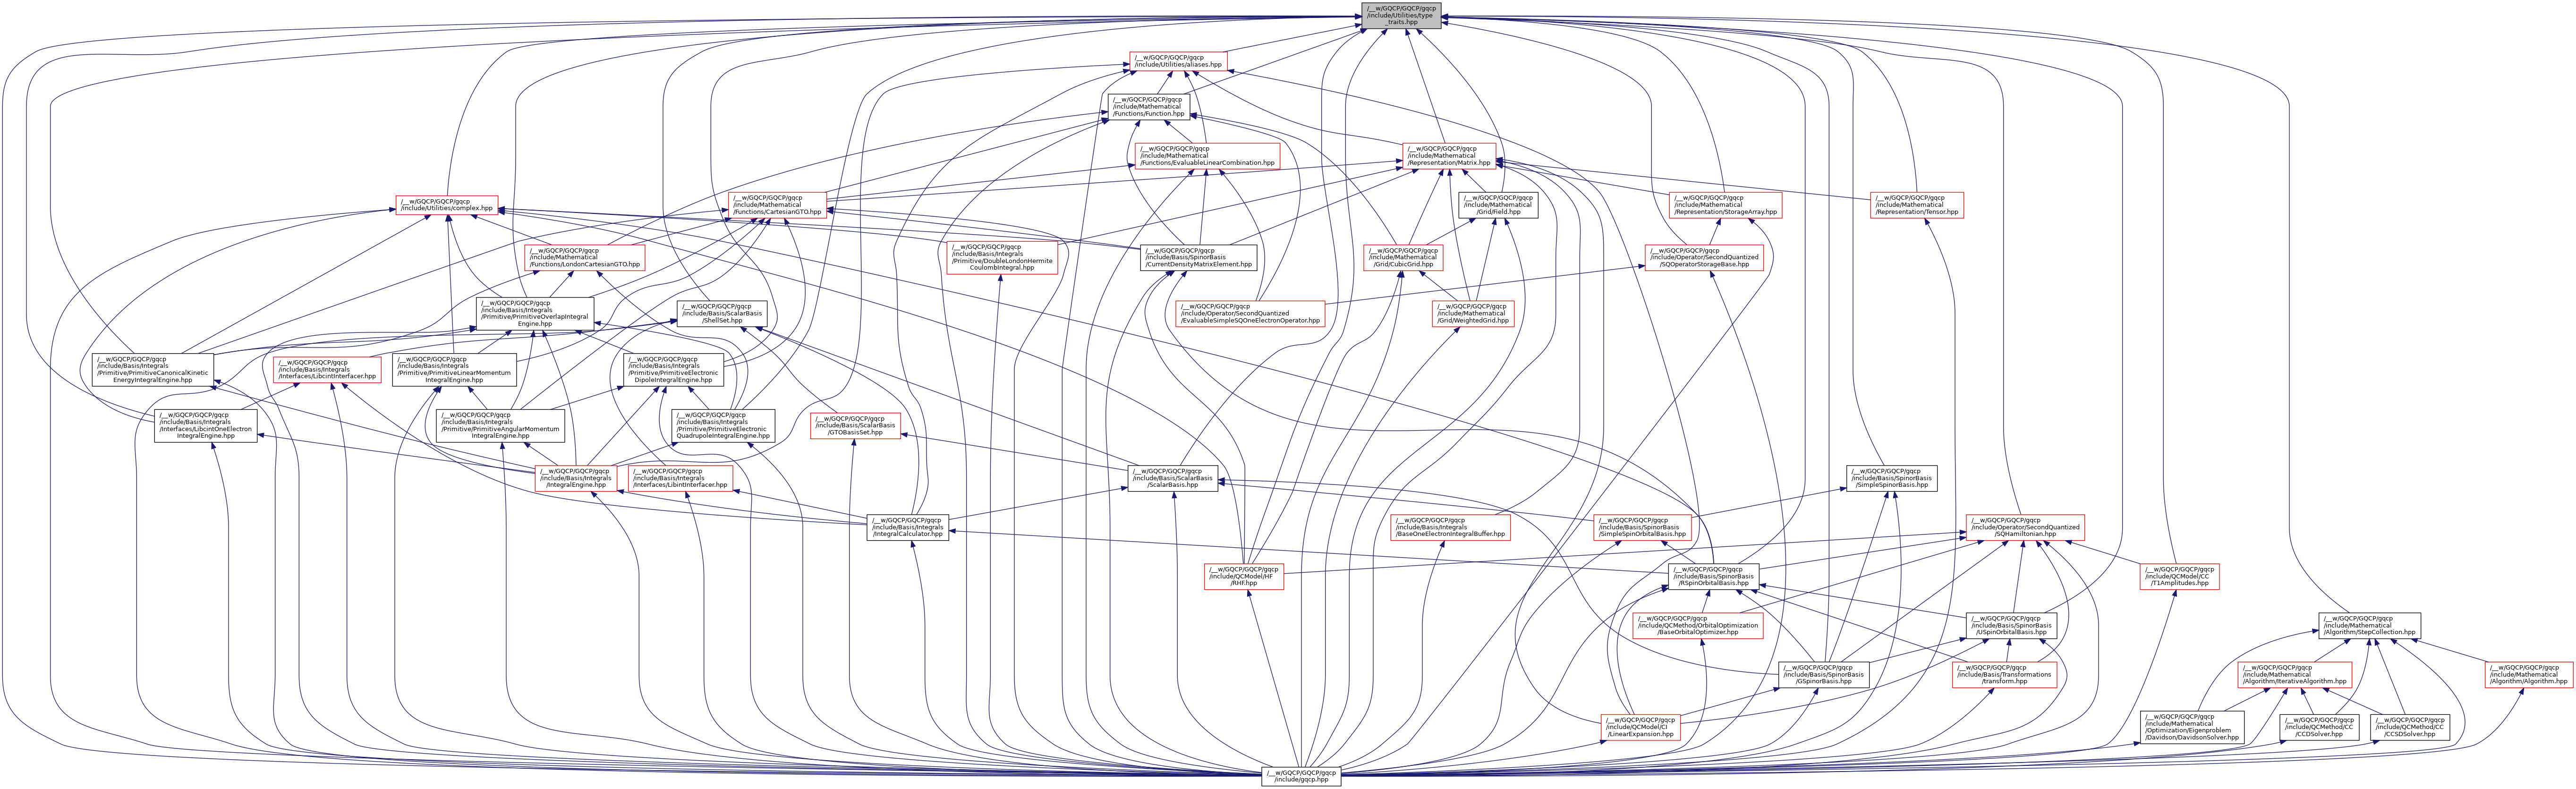 /__w/GQCP/GQCP/gqcp
/include/Utilities/type
_traits.hpp
/__w/GQCP/GQCP/gqcp
/include/Utilities/aliases.hpp
/__w/GQCP/GQCP/gqcp
/include/Mathematical
/Functions/Function.hpp
/__w/GQCP/GQCP/gqcp
/include/Mathematical
/Functions/EvaluableLinearCombination.hpp
/__w/GQCP/GQCP/gqcp
/include/Mathematical
/Representation/Matrix.hpp
/__w/GQCP/GQCP/gqcp
/include/Utilities/complex.hpp
/__w/GQCP/GQCP/gqcp
/include/Mathematical
/Functions/CartesianGTO.hpp
/__w/GQCP/GQCP/gqcp
/include/Mathematical
/Grid/Field.hpp
/__w/GQCP/GQCP/gqcp
/include/Mathematical
/Representation/StorageArray.hpp
/__w/GQCP/GQCP/gqcp
/include/Mathematical
/Representation/Tensor.hpp
/__w/GQCP/GQCP/gqcp
/include/Mathematical
/Functions/LondonCartesianGTO.hpp
/__w/GQCP/GQCP/gqcp
/include/Basis/Integrals
/Primitive/DoubleLondonHermite
CoulombIntegral.hpp
/__w/GQCP/GQCP/gqcp
/include/Basis/SpinorBasis
/CurrentDensityMatrixElement.hpp
/__w/GQCP/GQCP/gqcp
/include/Mathematical
/Grid/CubicGrid.hpp
/__w/GQCP/GQCP/gqcp
/include/Operator/SecondQuantized
/SQOperatorStorageBase.hpp
/__w/GQCP/GQCP/gqcp
/include/Basis/Integrals
/Primitive/PrimitiveOverlapIntegral
Engine.hpp
/__w/GQCP/GQCP/gqcp
/include/Basis/ScalarBasis
/ShellSet.hpp
/__w/GQCP/GQCP/gqcp
/include/Operator/SecondQuantized
/EvaluableSimpleSQOneElectronOperator.hpp
/__w/GQCP/GQCP/gqcp
/include/Mathematical
/Grid/WeightedGrid.hpp
/__w/GQCP/GQCP/gqcp
/include/Basis/Integrals
/Primitive/PrimitiveCanonicalKinetic
EnergyIntegralEngine.hpp
/__w/GQCP/GQCP/gqcp
/include/Basis/Integrals
/Interfaces/LibcintInterfacer.hpp
/__w/GQCP/GQCP/gqcp
/include/Basis/Integrals
/Primitive/PrimitiveLinearMomentum
IntegralEngine.hpp
/__w/GQCP/GQCP/gqcp
/include/Basis/Integrals
/Primitive/PrimitiveElectronic
DipoleIntegralEngine.hpp
/__w/GQCP/GQCP/gqcp
/include/Basis/Integrals
/Interfaces/LibcintOneElectron
IntegralEngine.hpp
/__w/GQCP/GQCP/gqcp
/include/Basis/Integrals
/Primitive/PrimitiveAngularMomentum
IntegralEngine.hpp
/__w/GQCP/GQCP/gqcp
/include/Basis/Integrals
/Primitive/PrimitiveElectronic
QuadrupoleIntegralEngine.hpp
/__w/GQCP/GQCP/gqcp
/include/Basis/ScalarBasis
/GTOBasisSet.hpp
/__w/GQCP/GQCP/gqcp
/include/Basis/Integrals
/IntegralEngine.hpp
/__w/GQCP/GQCP/gqcp
/include/Basis/Integrals
/Interfaces/LibintInterfacer.hpp
/__w/GQCP/GQCP/gqcp
/include/Basis/ScalarBasis
/ScalarBasis.hpp
/__w/GQCP/GQCP/gqcp
/include/Basis/SpinorBasis
/SimpleSpinorBasis.hpp
/__w/GQCP/GQCP/gqcp
/include/Basis/Integrals
/IntegralCalculator.hpp
/__w/GQCP/GQCP/gqcp
/include/Basis/Integrals
/BaseOneElectronIntegralBuffer.hpp
/__w/GQCP/GQCP/gqcp
/include/Basis/SpinorBasis
/SimpleSpinOrbitalBasis.hpp
/__w/GQCP/GQCP/gqcp
/include/Operator/SecondQuantized
/SQHamiltonian.hpp
/__w/GQCP/GQCP/gqcp
/include/QCModel/HF
/RHF.hpp
/__w/GQCP/GQCP/gqcp
/include/Basis/SpinorBasis
/RSpinOrbitalBasis.hpp
/__w/GQCP/GQCP/gqcp
/include/QCModel/CC
/T1Amplitudes.hpp
/__w/GQCP/GQCP/gqcp
/include/QCMethod/OrbitalOptimization
/BaseOrbitalOptimizer.hpp
/__w/GQCP/GQCP/gqcp
/include/Basis/SpinorBasis
/USpinOrbitalBasis.hpp
/__w/GQCP/GQCP/gqcp
/include/Mathematical
/Algorithm/StepCollection.hpp
/__w/GQCP/GQCP/gqcp
/include/Basis/SpinorBasis
/GSpinorBasis.hpp
/__w/GQCP/GQCP/gqcp
/include/Basis/Transformations
/transform.hpp
/__w/GQCP/GQCP/gqcp
/include/Mathematical
/Algorithm/IterativeAlgorithm.hpp
/__w/GQCP/GQCP/gqcp
/include/Mathematical
/Algorithm/Algorithm.hpp
/__w/GQCP/GQCP/gqcp
/include/QCModel/CI
/LinearExpansion.hpp
/__w/GQCP/GQCP/gqcp
/include/Mathematical
/Optimization/Eigenproblem
/Davidson/DavidsonSolver.hpp
/__w/GQCP/GQCP/gqcp
/include/QCMethod/CC
/CCDSolver.hpp
/__w/GQCP/GQCP/gqcp
/include/QCMethod/CC
/CCSDSolver.hpp
/__w/GQCP/GQCP/gqcp
/include/gqcp.hpp